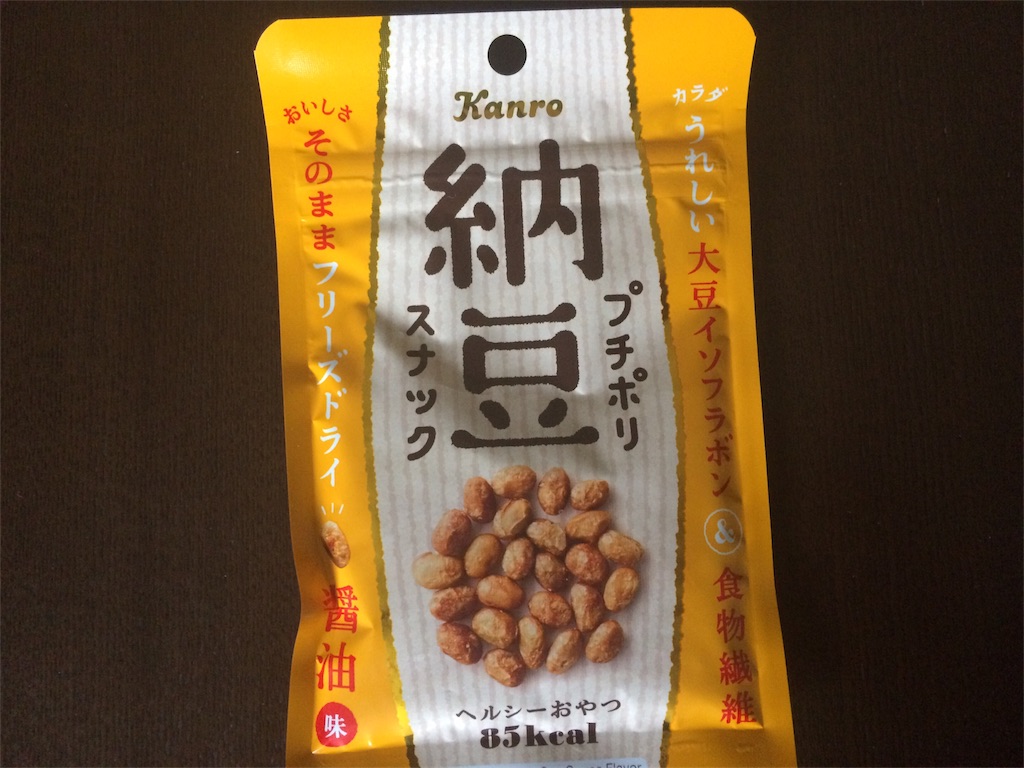 Kanro
納豆
プチポリ
スナック
おいしさ
そのままフリーズドライ
醤油
味
カラダ
うれしい大豆イソフラボン
&
食物繊維
ヘルシーおやつ
85kcal
Flavor